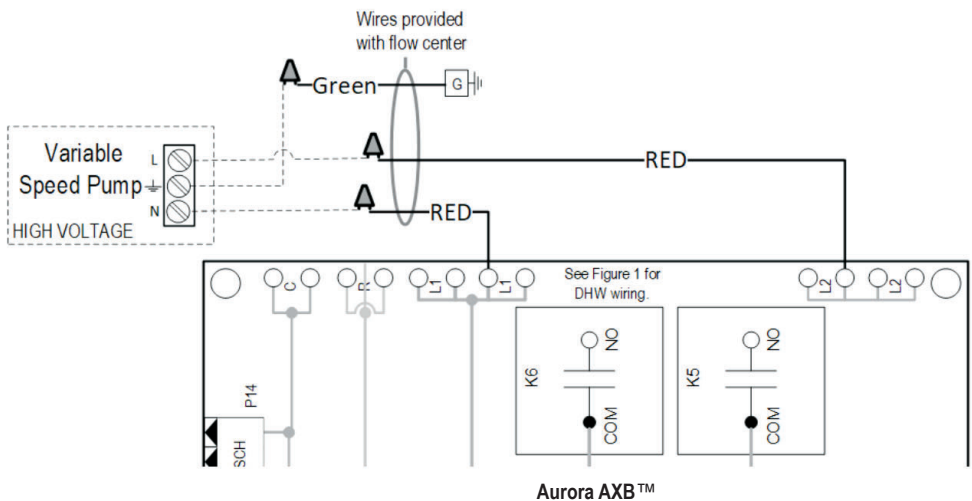 Wires provided
with flow center
Green
G
Variable
Speed Pump
L
N
HIGH VOLTAGE
RED
RED
C
R
L1
L1
See Figure 1 for
DHW wiring.
L2
L2
K6
NO
COM
K5
NO
COM
P14
SCH
Aurora AXB™